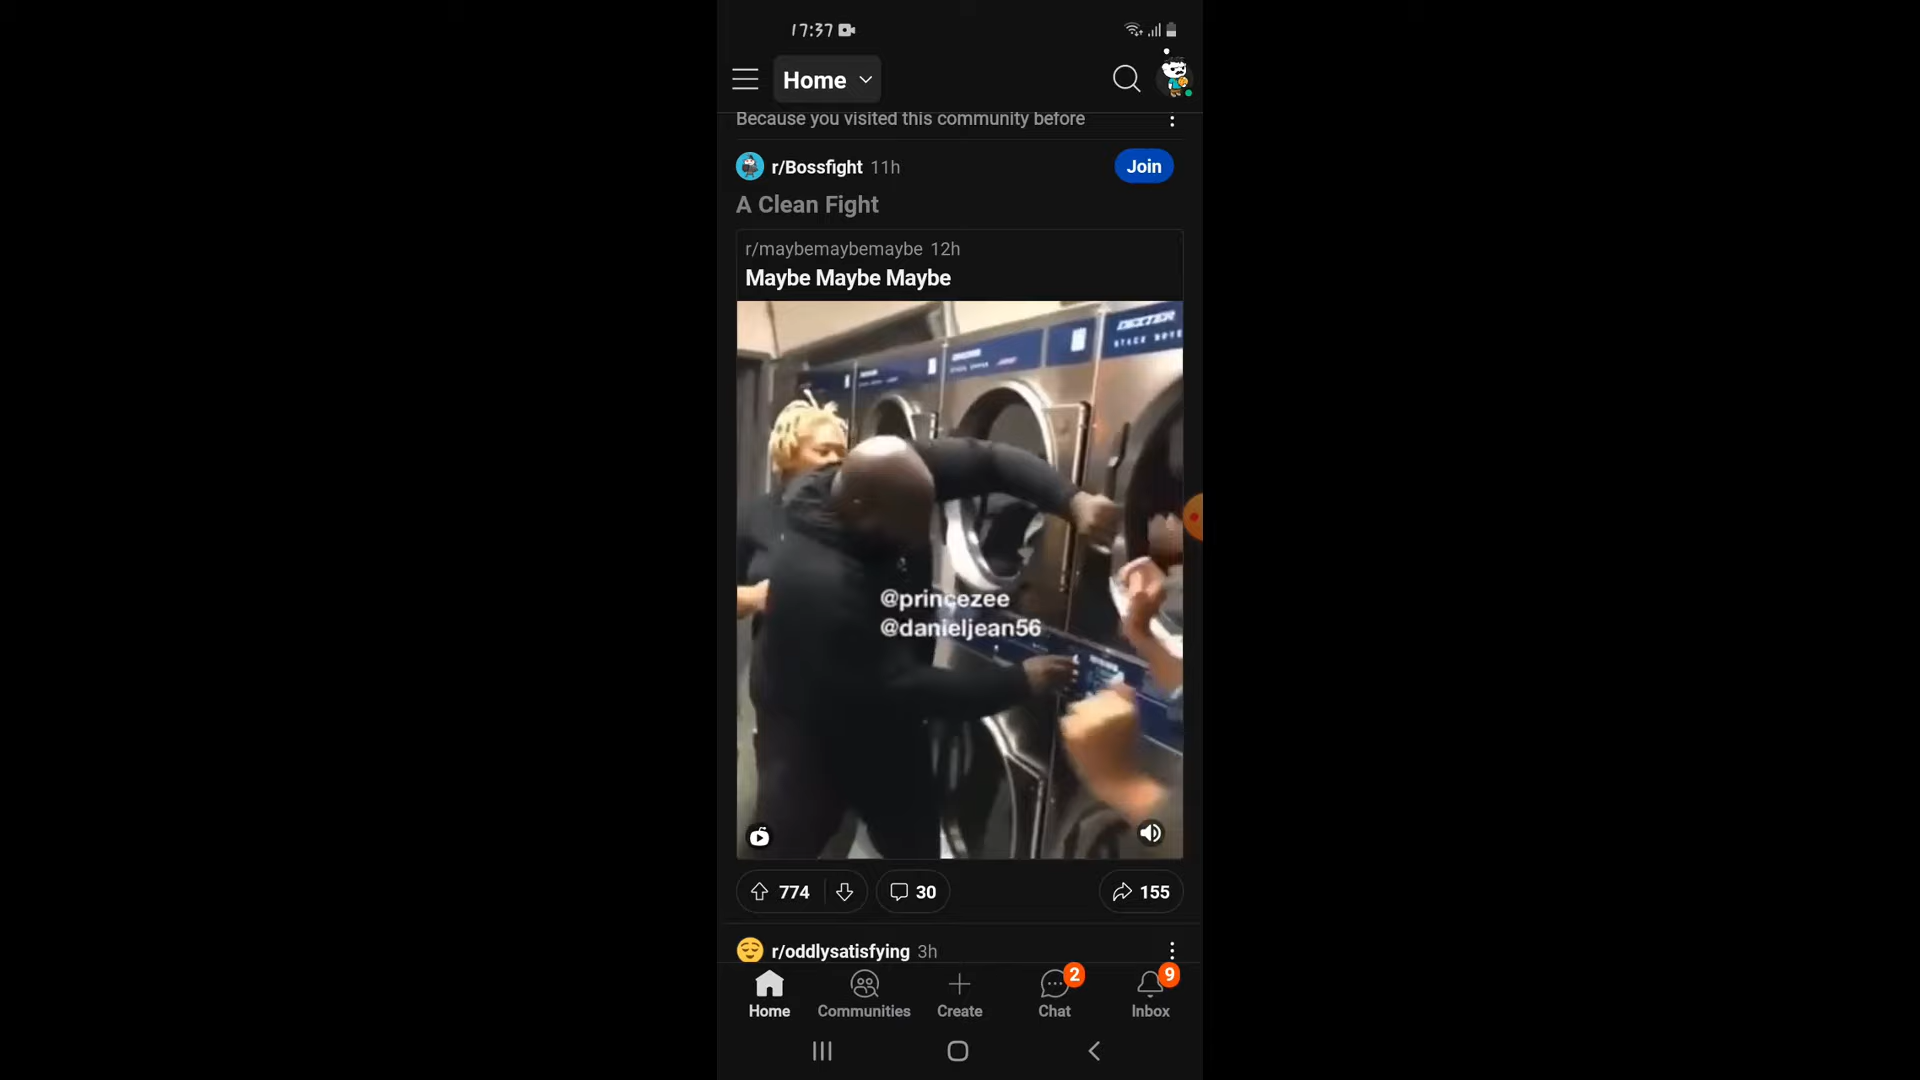 17:37
Home
Because you visited this community before
r/Bossfight 11h
Join
A Clean Fight
r/maybemaybemaybe 12h
Maybe Maybe Maybe
DEXTER
@princezee
@danieljean56
774
30
155
r/oddlysatisfying 3h
2
9
Home
Communities
Create
Chat
Inbox